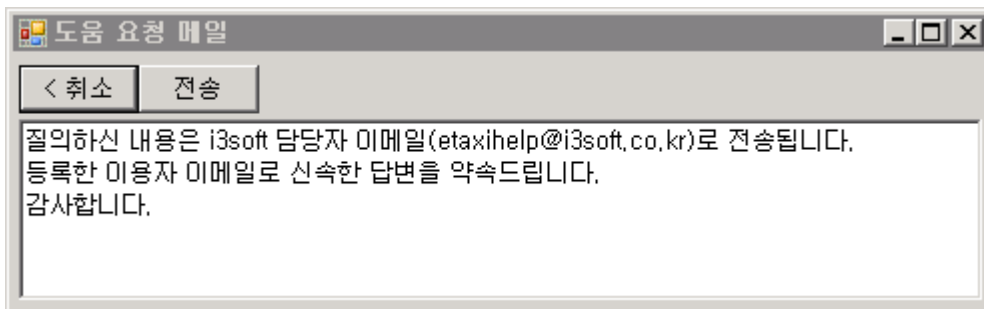 도움 요청 메일
< 취소 전송
질의하신 내용은 i3soft 담당자 이메일(etaxihelp@i3soft.co.kr)로 전송됩니다.
등록한 이용자 이메일로 신속한 답변을 약속드립니다.
감사합니다.